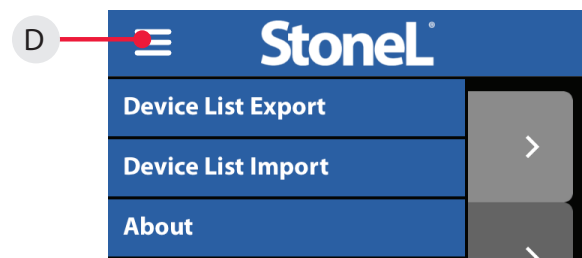 D
StoneL®
Device List Export
Device List Import
About